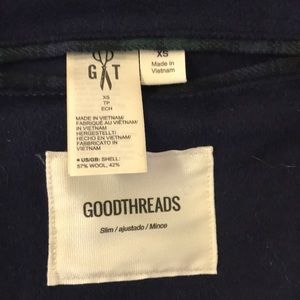 XS
Made in
Vietnam
G T
XS
TP
ECH
MADE IN VIETNAM/
FABRIQUÉ AU VIETNAM/
IN VIETNAM
HERGESTELLT/
HECHO EN VIETNAM/
FABBRICATO IN
VIETNAM
• US/GB: SHELL:
57% WOOL, 42%
GOODTHREADS
Slim / ajustado / Mince